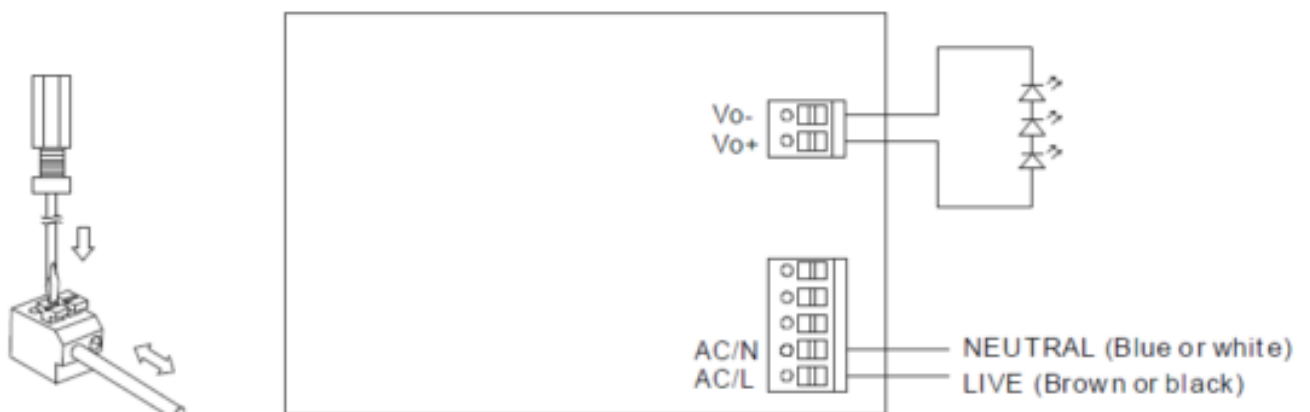 Vo-
Vo+
AC/N
AC/L
NEUTRAL (Blue or white)
LIVE (Brown or black)